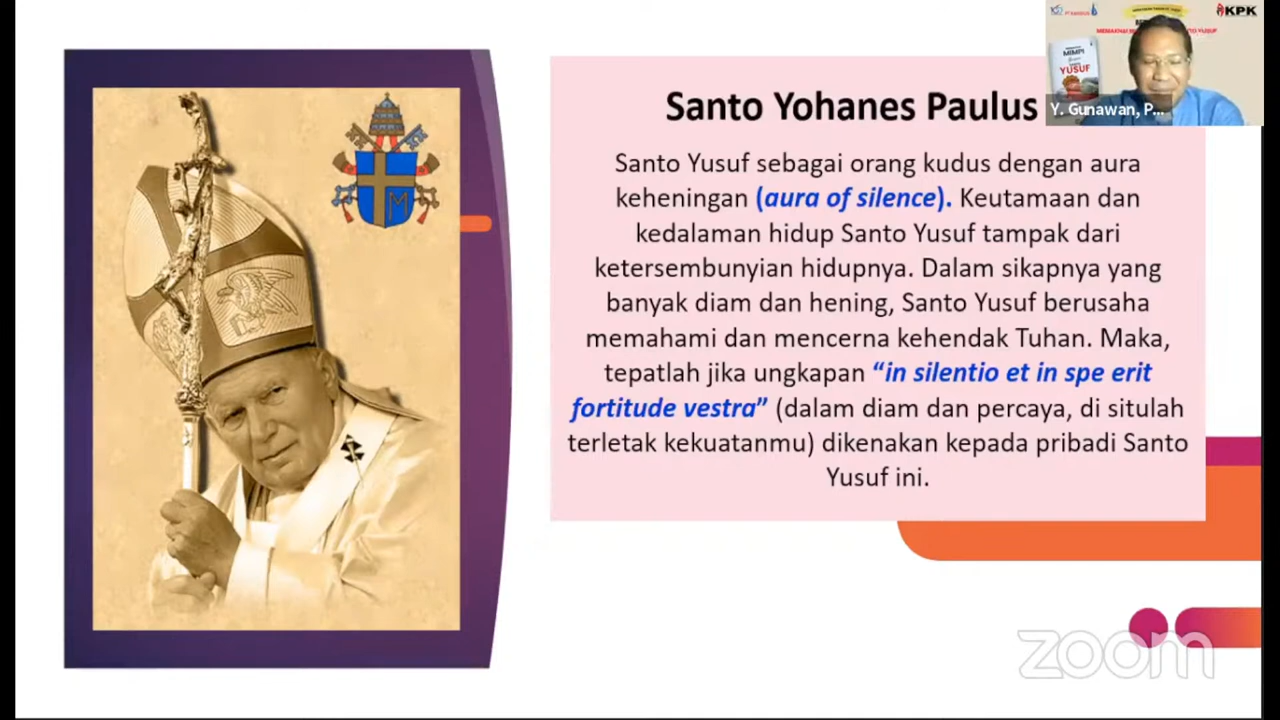 Santo Yohanes Paulus
Santo Yusuf sebagai orang kudus dengan aura
keheningan (aura of silence). Keutamaan dan
kedalaman hidup Santo Yusuf tampak dari
ketersembunyian hidupnya. Dalam sikapnya yang
banyak diam dan hening, Santo Yusuf berusaha
memahami dan mencerna kehendak Tuhan. Maka,
tepatlah jika ungkapan “in silentio et in spe erit
fortitude vestra” (dalam diam dan percaya, di situlah
terletak kekuatanmu) dikenakan kepada pribadi Santo
Yusuf ini.
KPK
MIMPI
YUSUF
YUSUF
Y. Gunawan, P...
M
zoom